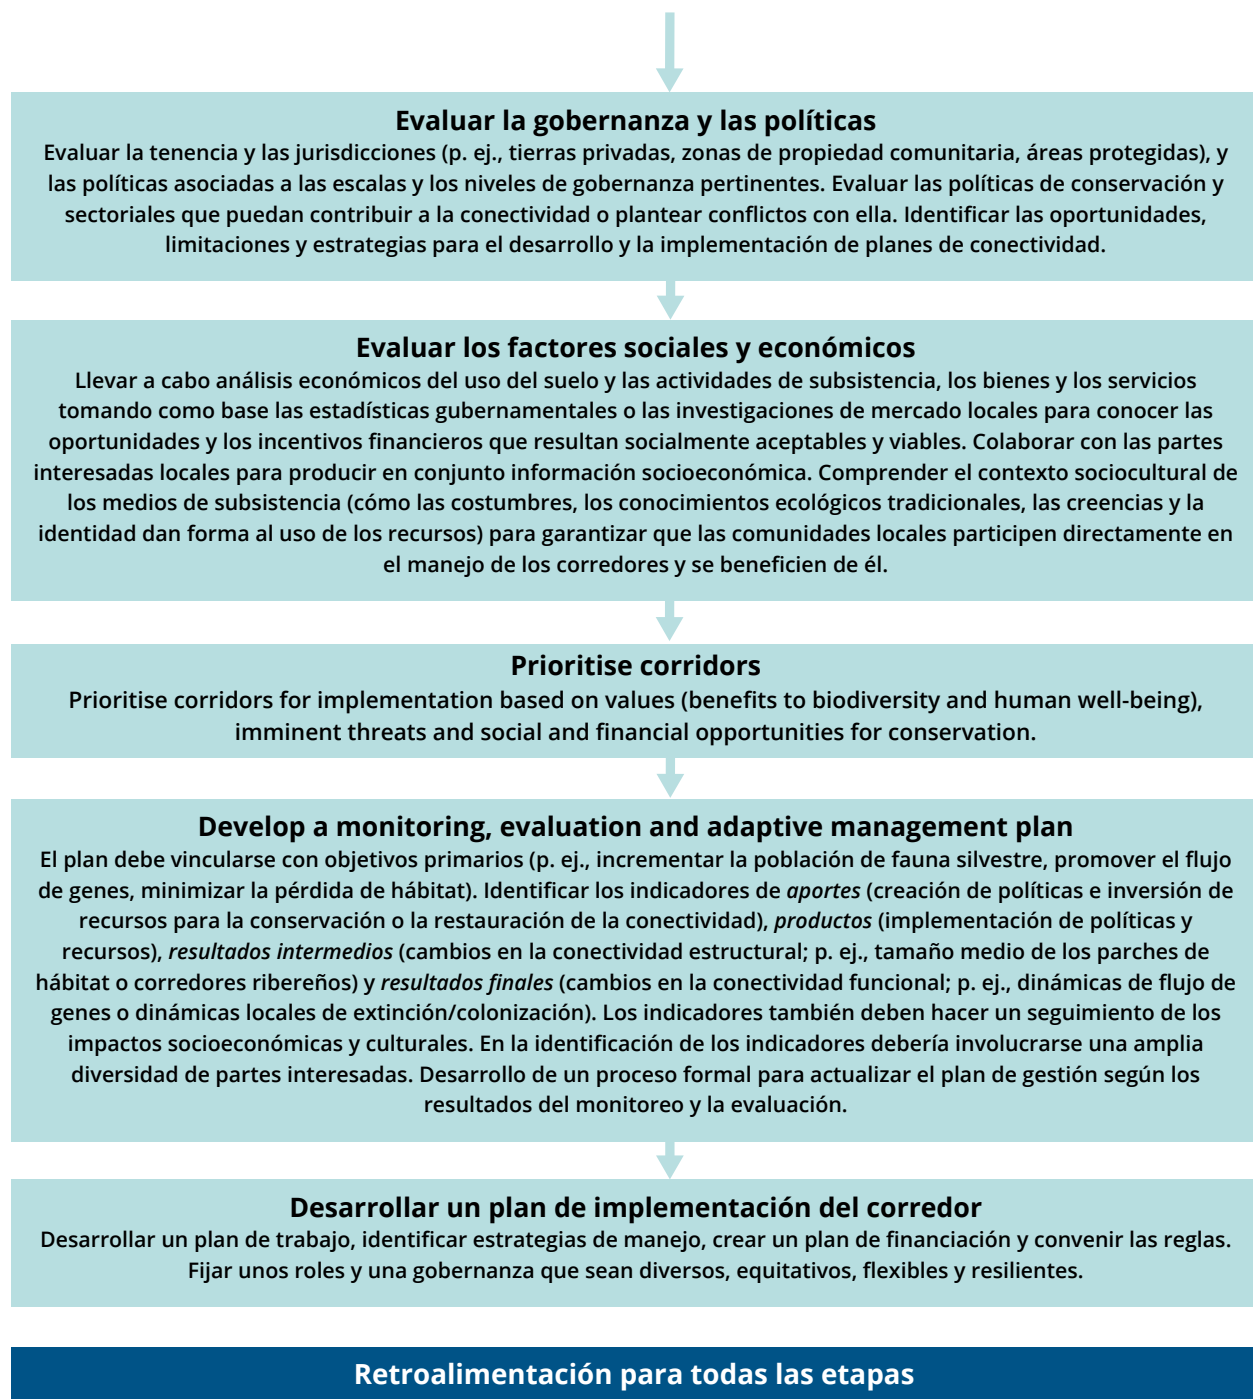 Evaluar la gobernanza y las políticas
Evaluar la tenencia y las jurisdicciones (p. ej., tierras privadas, zonas de propiedad comunitaria, áreas protegidas), y
las políticas asociadas a las escalas y los niveles de gobernanza pertinentes. Evaluar las políticas de conservación y
sectoriales que puedan contribuir a la conectividad o plantear conflictos con ella. Identificar las oportunidades,
limitaciones y estrategias para el desarrollo y la implementación de planes de conectividad.
Evaluar los factores sociales y económicos
Llevar a cabo análisis económicos del uso del suelo y las actividades de subsistencia, los bienes y los servicios
tomando como base las estadísticas gubernamentales o las investigaciones de mercado locales para conocer las
oportunidades y los incentivos financieros que resultan socialmente aceptables y viables. Colaborar con las partes
interesadas locales para producir en conjunto información socioeconómica. Comprender el contexto sociocultural de
los medios de subsistencia (cómo las costumbres, los conocimientos ecológicos tradicionales, las creencias y la
identidad dan forma al uso de los recursos) para garantizar que las comunidades locales participen directamente en
el manejo de los corredores y se beneficien de él.
Prioritise corridors
Prioritise corridors for implementation based on values (benefits to biodiversity and human well-being),
imminent threats and social and financial opportunities for conservation.
Develop a monitoring, evaluation and adaptive management plan
El plan debe vincularse con objetivos primarios (p. ej., incrementar la población de fauna silvestre, promover el flujo
de genes, minimizar la pérdida de hábitat). Identificar los indicadores de aportes (creación de políticas e inversión de
recursos para la conservación o la restauración de la conectividad), productos (implementación de políticas y
recursos), resultados intermedios (cambios en la conectividad estructural; p. ej., tamaño medio de los parches de
hábitat o corredores ribereños) y resultados finales (cambios en la conectividad funcional; p. ej., dinámicas de flujo de
genes o dinámicas locales de extinción/colonización). Los indicadores también deben hacer un seguimiento de los
impactos socioeconómicas y culturales. En la identificación de los indicadores debería involucrarse una amplia
diversidad de partes interesadas. Desarrollo de un proceso formal para actualizar el plan de gestión según los
resultados del monitoreo y la evaluación.
Desarrollar un plan de implementación del corredor
Desarrollar un plan de trabajo, identificar estrategias de manejo, crear un plan de financiación y convenir las reglas.
Fijar unos roles y una gobernanza que sean diversos, equitativos, flexibles y resilientes.
Retroalimentación para todas las etapas